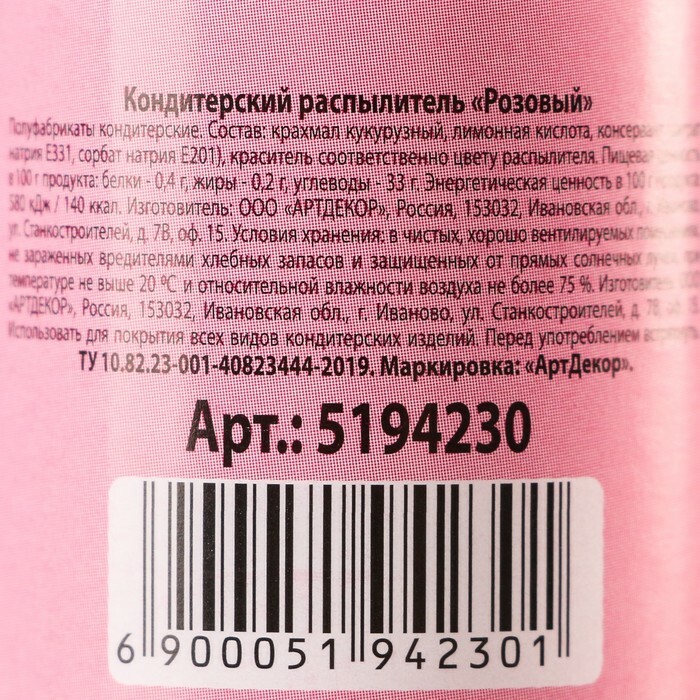 Кондитерский распылитель «Розовый»
Полуфабрикаты кондитерские. Состав: крахмал кукурузный, лимонная кислота,
натрия Е331, сорбат натрия Е201), краситель соответственно цвету распылителя. Пищевая
в 100 г продукта: белки - 0,4 г, жиры - 0,2 г, углеводы - 33 г. Энергетическая ценность в 100 г
580 кДж / 140 ккал. Изготовитель: ООО «АРТДЕКОР», Россия, 153032, Ивановская обл.,
ул. Станкостроителей, д. 7В, оф. 15. Условия хранения: в чистых, хорошо вентилируемых
не зараженных вредителями хлебных запасов и защищенных от прямых солнечных
температуре не выше 20 ºС и относительной влажности воздуха не более 75 %.
«АРТДЕКОР», Россия, 153032, Ивановская обл., г. Иваново, ул. Станкостроителей, д. 7В,
Использовать для покрытия всех видов кондитерских изделий. Перед употреблением
ТУ 10.82.23-001-40823444-2019. Маркировка: «АртДекор».
Арт.: 5194230
6 900051 942301